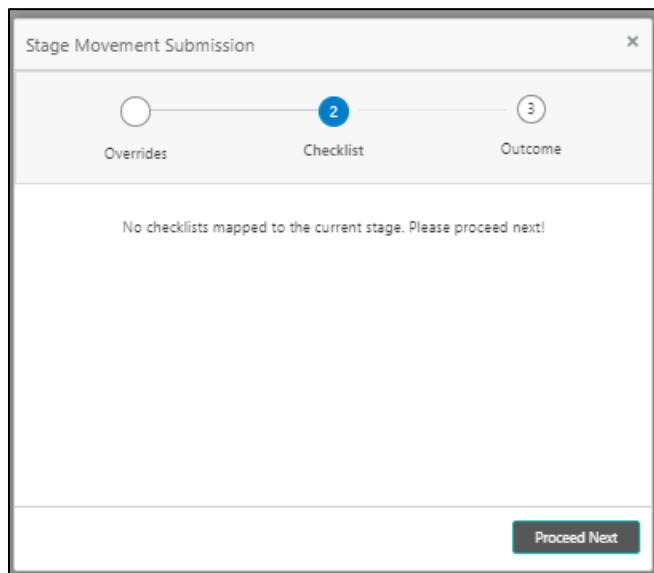 Stage Movement Submission ×
2 3
Overrides Checklist Outcome
No checklists mapped to the current stage. Please proceed next!
Proceed Next